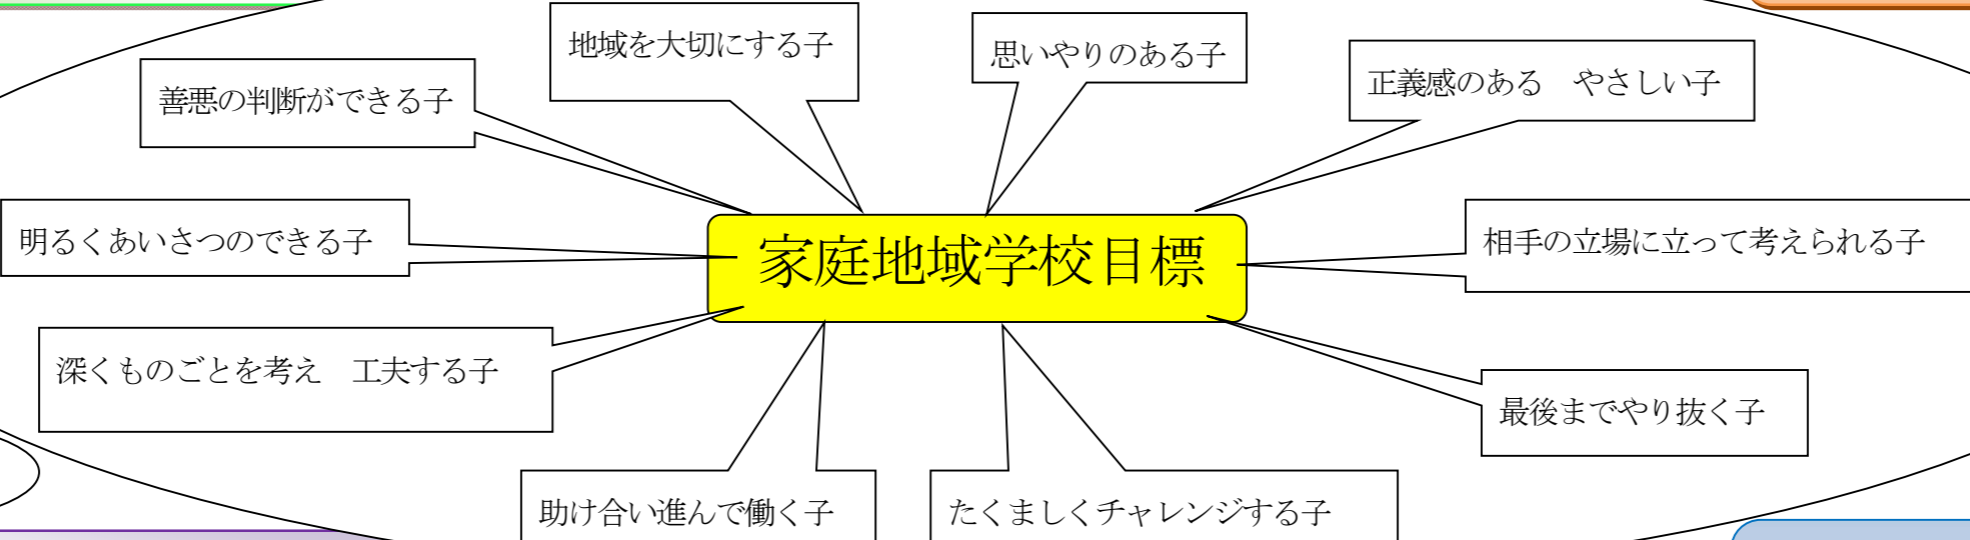 地域を大切にする子
思いやりのある子
正義感のある　やさしい子
善悪の判断ができる子
明るくあいさつのできる子
家庭地域学校目標
相手の立場に立って考えられる子
深くものごとを考え　工夫する子
最後までやり抜く子
助け合い進んで働く子
たくましくチャレンジする子